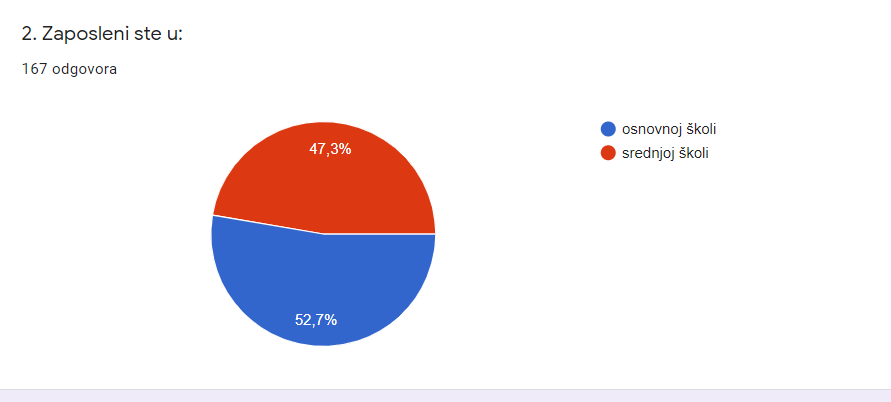 2. Zaposleni ste u:
167 odgovora
osnovnoj školi
srednjoj školi
47,3%
52,7%